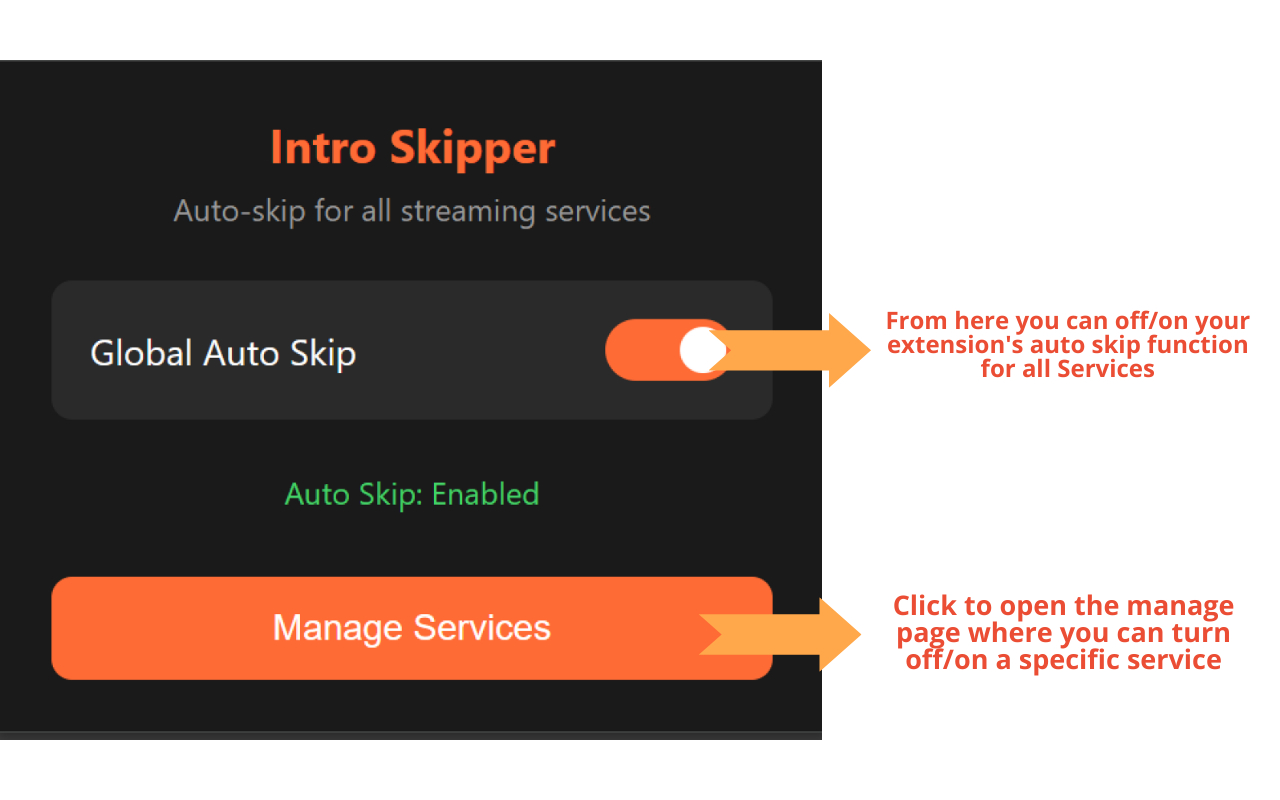 Intro Skipper
Auto-skip for all streaming services
Global Auto Skip
From here you can off/on your
extension's auto skip function
for all Services
Auto Skip: Enabled
Manage Services
Click to open the manage
page where you can turn
off/on a specific service